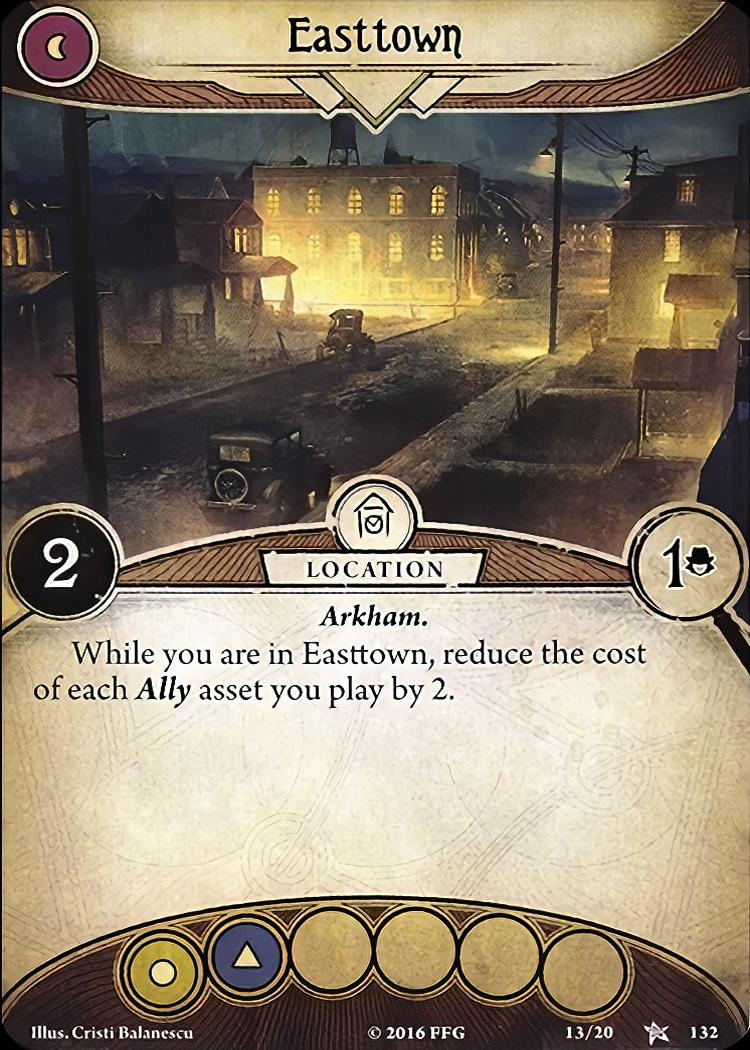 Easttown
2
LOCATION
1
Arkham.
While you are in Easttown, reduce the cost
of each Ally asset you play by 2.
Illus. Cristi Balanescu
© 2016 FFG
13/20
132